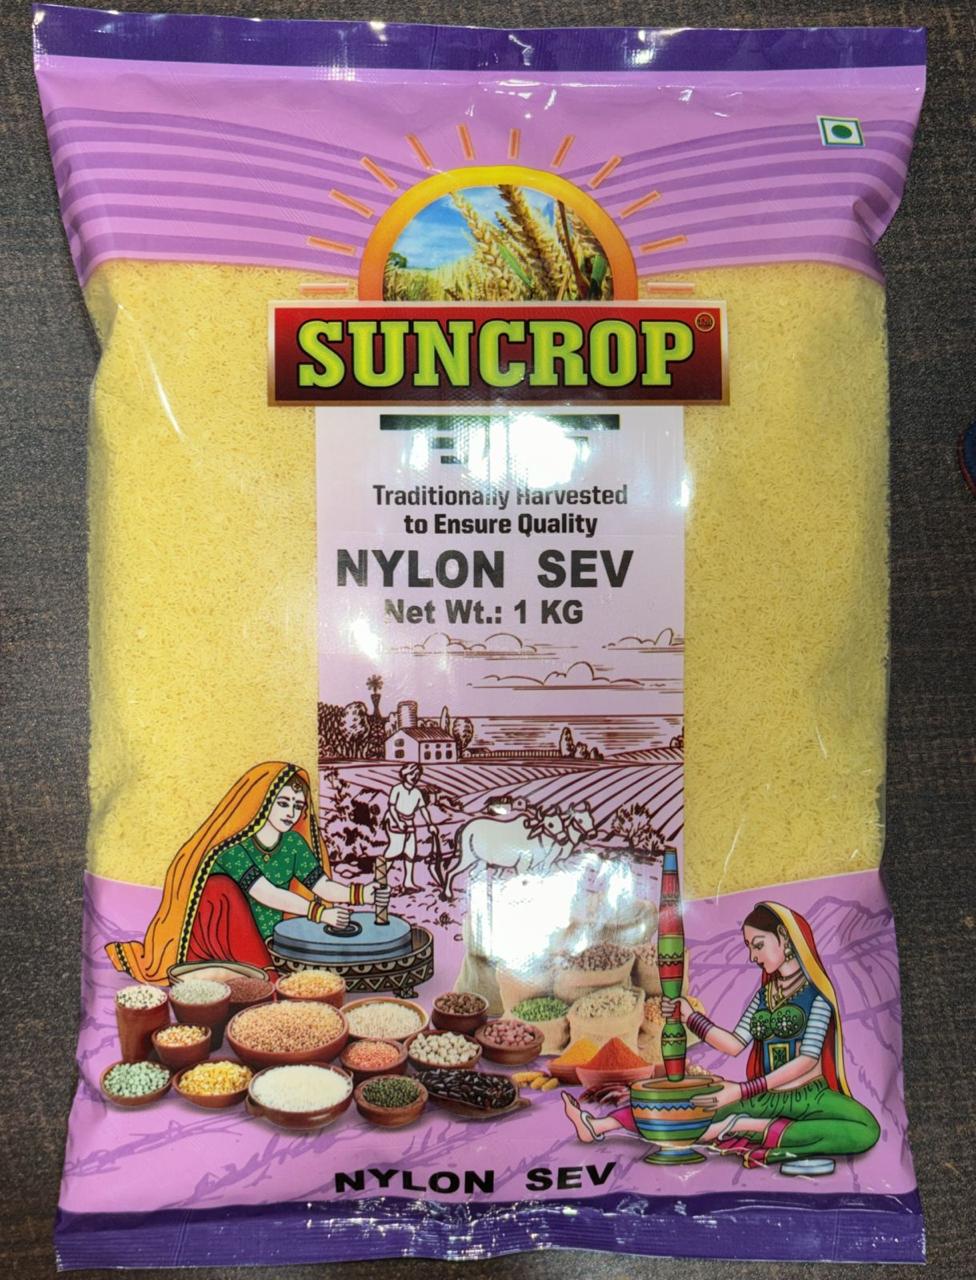 SUNCROP
Traditionally Harvested
to Ensure Quality
NYLON SEV
Net Wt.: 1 KG
NYLON SEV